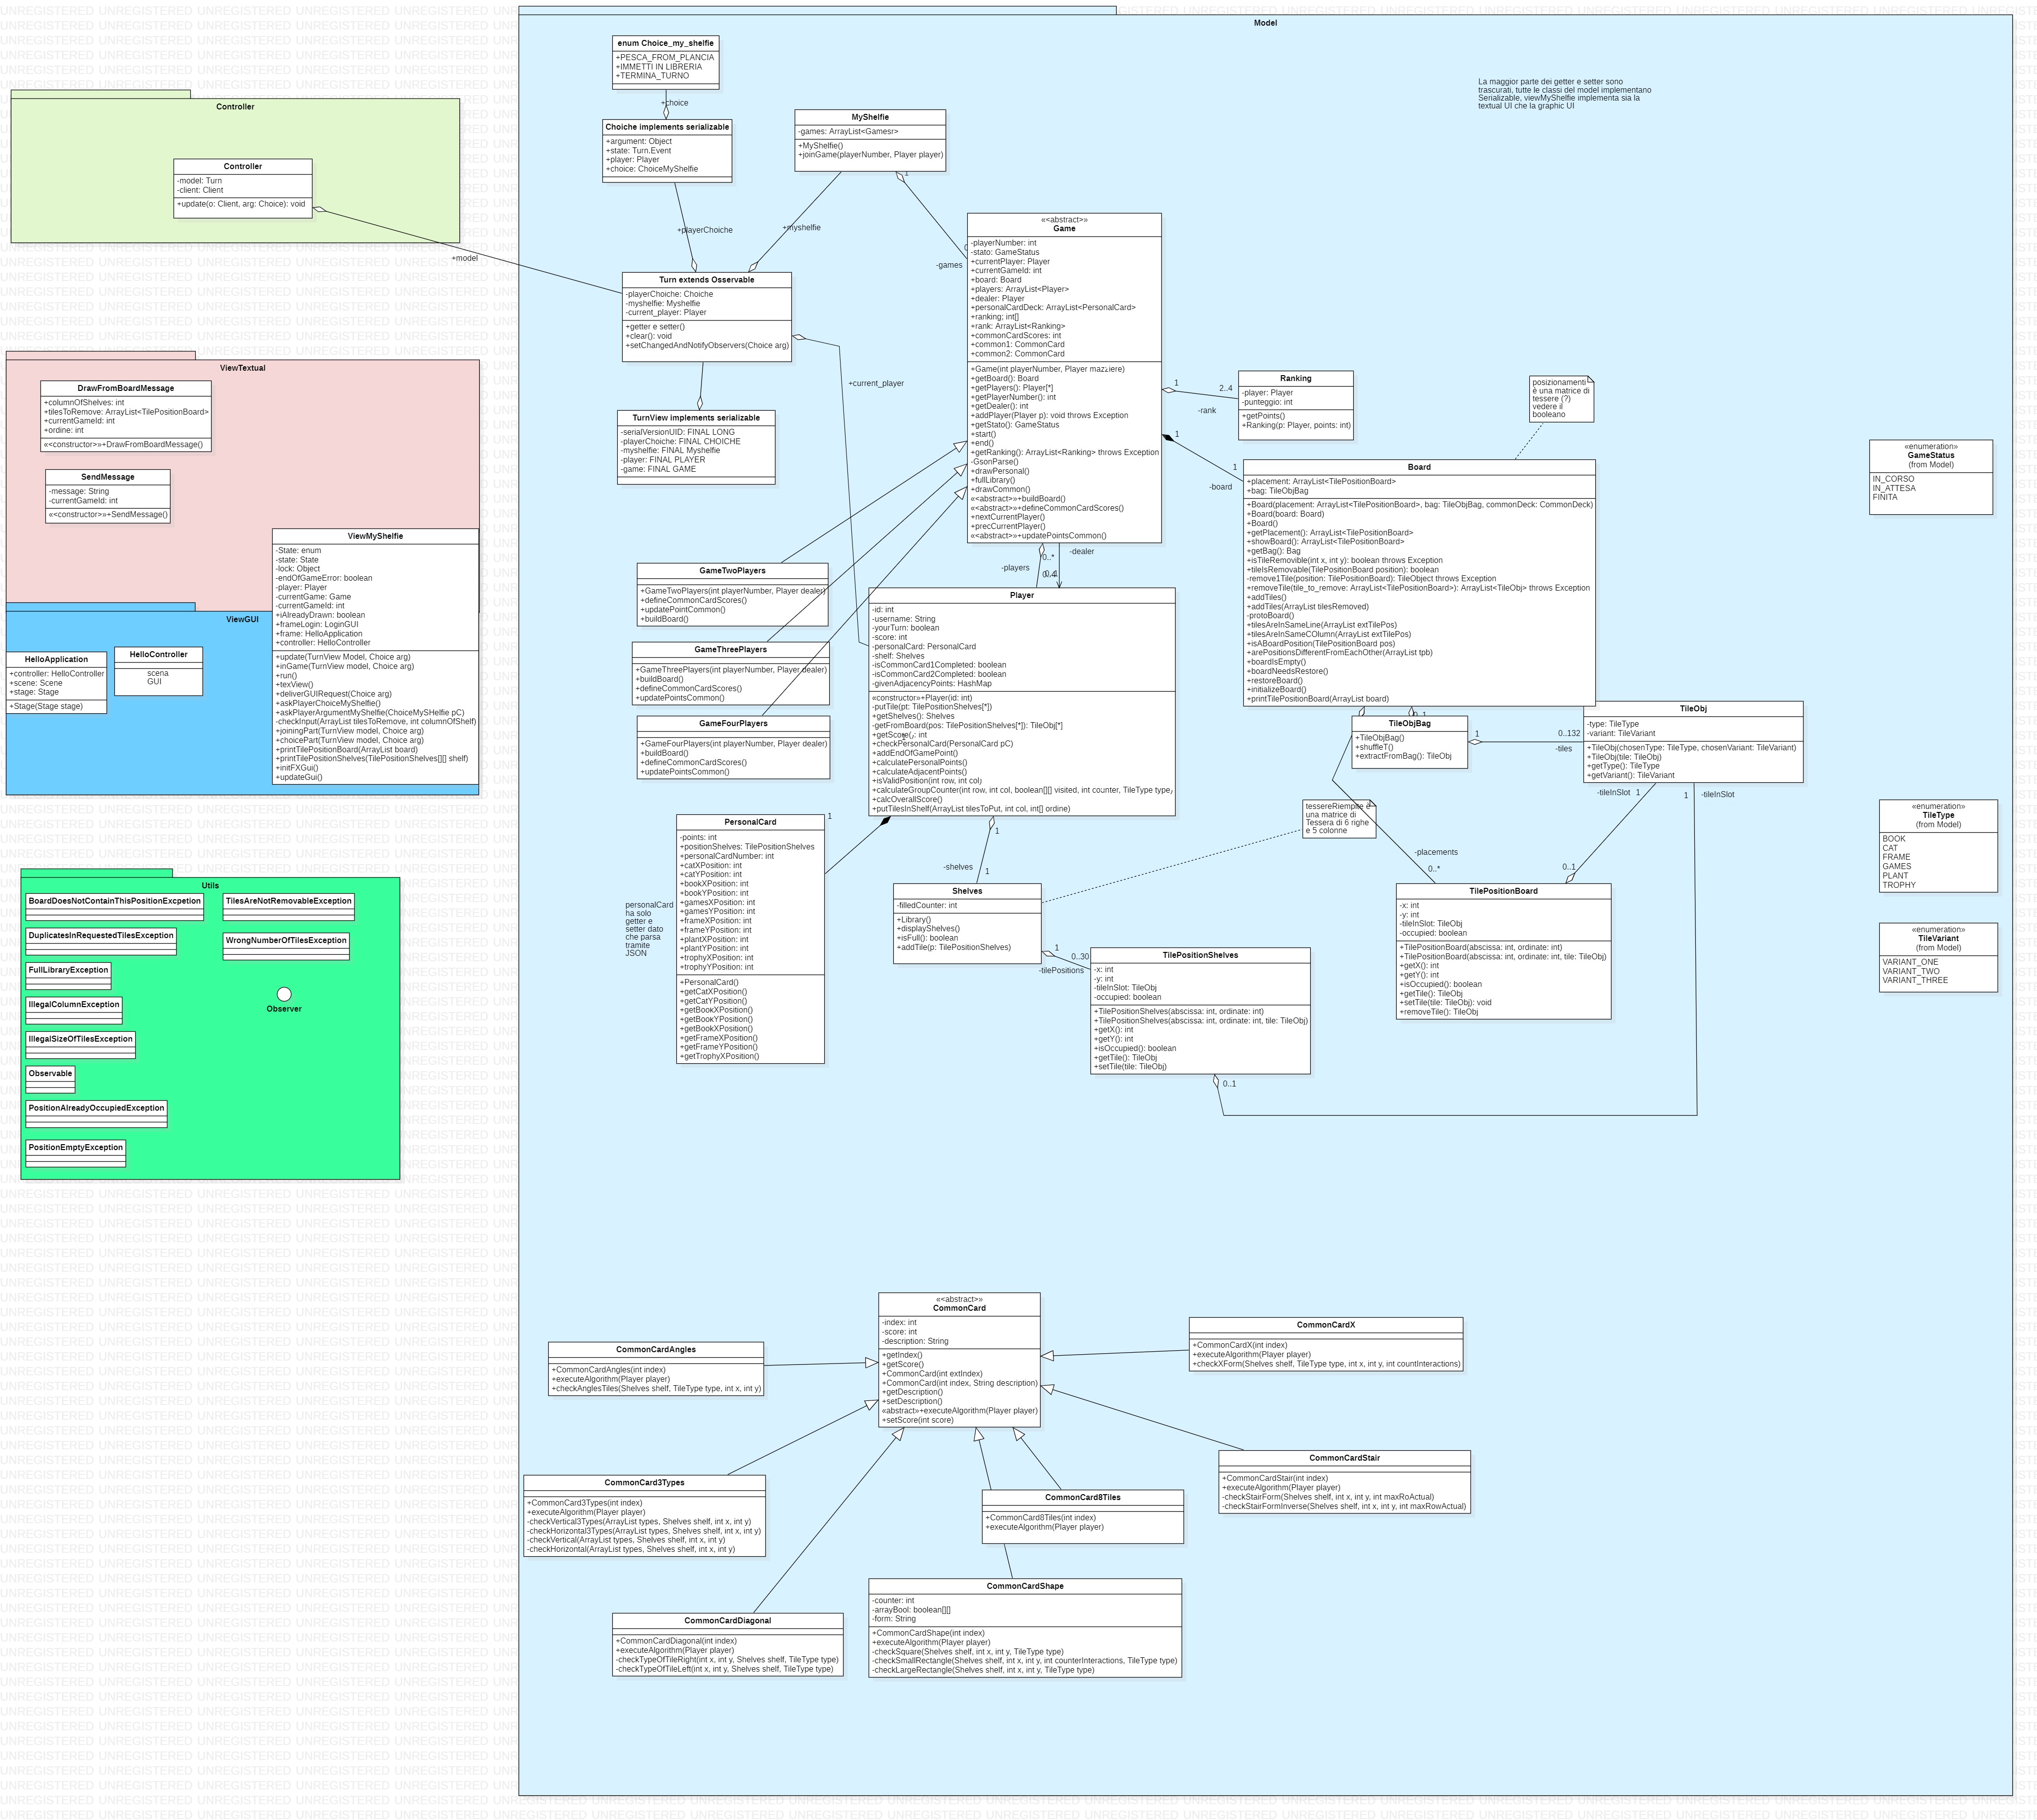 Model
enum Choice_my_shelfie
+PESCA_FROM_PLANCIA
+IMMETTI IN LIBRERIA
+TERMINA_TURNO
+choice
Choiche implements serializable
+argument: Object
+state: Turn.Event
+player: Player
+choice: ChoiceMyShelfie
MyShelfie
-games: ArrayList<Gamesr>
+MyShelfie()
+joinGame(playerNumber, Player player)
La maggior parte dei getter e setter sono
trascurati, tutte le classi del model implementano
Serializable, viewMyShelfie implementa sia la
textual UI che la graphic UI
Controller
Controller
-model: Turn
-client: Client
+update(o: Client, arg: Choice): void
+model
+playerChoiche
+myshelfie
1
-games
Turn extends Osservable
-playerChoiche: Choiche
-myshelfie: Myshelfie
-current_player: Player
+getter e setter()
+clear(): void
+setChangedAndNotifyObservers(Choice arg)
+current_player
TurnView implements serializable
-serialVersionUID: FINAL LONG
-playerChoiche: FINAL CHOICHE
-myshelfie: FINAL Myshelfie
-player: FINAL PLAYER
-game: FINAL GAME
«<abstract>»
Game
-playerNumber: int
-stato: GameStatus
+currentPlayer: Player
+currentGameId: int
+board: Board
+players: ArrayList<Player>
+dealer: Player
+personalCardDeck: ArrayList<PersonalCard>
+ranking; int[]
+rank: ArrayList<Ranking>
+commonCardScores: int
+common1: CommonCard
+common2: CommonCard
+Game(int playerNumber, Player mazziere)
+getBoard(): Board
+getPlayers(): Player[*]
+getPlayerNumber(): int
+getDealer(): int
+addPlayer(Player p): void throws Exception
+getStato(): GameStatus
+start()
+end()
+getRanking(): ArrayList<Ranking> throws Exception
-GsonParse()
+drawPersonal()
+fullLibrary()
+drawCommon()
«<abstract>»+buildBoard()
«<abstract>»+defineCommonCardScores()
+nextCurrentPlayer()
+precCurrentPlayer()
«<abstract>»+updatePointsCommon()
1
2..4
-rank
Ranking
-player: Player
-punteggio: int
+getPoints()
+Ranking(p: Player, points: int)
1
1
-board
posizionamenti
è una matrice di
tessere (?)
vedere il
booleano
Board
+placement: ArrayList<TilePositionBoard>
+bag: TileObjBag
+Board(placement: ArrayList<TilePositionBoard>, bag: TileObjBag, commonDeck: CommonDeck)
+Board(board: Board)
+Board()
+getPlacement(): ArrayList<TilePositionBoard>
+showBoard(): ArrayList<TilePositionBoard>
+getBag(): Bag
+isTileRemovible(int x, int y): boolean throws Exception
+tileIsRemovable(TilePositionBoard position): boolean
-remove1Tile(position: TilePositionBoard): TileObject throws Exception
+removeTile(tile_to_remove: ArrayList<TilePositionBoard>): ArrayList<TileObj> throws Exception
+addTiles()
+addTiles(ArrayList tilesRemoved)
-protoBoard()
+tilesAreInSameLine(ArrayList extTilePos)
+tilesAreInSameCOlumn(ArrayList extTilePos)
+isABoardPosition(TilePositionBoard pos)
+arePositionsDifferentFromEachOther(ArrayList tpb)
+boardIsEmpty()
+boardNeedsRestore()
+restoreBoard()
+initializeBoard()
+printTilePositionBoard(ArrayList board)
«enumeration»
GameStatus
(from Model)
IN_CORSO
IN_ATTESA
FINITA
ViewTextual
DrawFromBoardMessage
+columnOfShelves: int
+tilesToRemove: ArrayList<TilePositionBoard>
+currentGameId: int
+ordine: int
«<constructor>»+DrawFromBoardMessage()
SendMessage
-message: String
-currentGameId: int
«<constructor>»+SendMessage()
ViewMyShelfie
-State: enum
-state: State
-lock: Object
-endOfGameError: boolean
-player: Player
-currentGame: Game
-currentGameId: int
+iAlreadyDrawn: boolean
+frameLogin: LoginGUI
+frame: HelloApplication
+controller: HelloController
+update(TurnView Model, Choice arg)
+inGame(TurnView model, Choice arg)
+run()
+texView()
+deliverGUIRequest(Choice arg)
+askPlayerChoiceMyShelfie()
+askPlayerArgumentMyShelfie(ChoiceMySHelfie pC)
-checkInput(ArrayList tilesToRemove, int columnOfShelf)
+joiningPart(TurnView model, Choice arg)
+choicePart(TurnView model, Choice arg)
+printTilePositionBoard(ArrayList board)
+printTilePositionShelves(TilePositionShelves[][] shelf)
+initFXGui()
+updateGui()
ViewGUI
HelloApplication
+controller: HelloController
+scene: Scene
+stage: Stage
+Stage(Stage stage)
HelloController
scena
GUI
GameTwoPlayers
+GameTwoPlayers(int playerNumber, Player dealer)
+defineCommonCardScores()
+updatePointCommon()
+buildBoard()
GameThreePlayers
+GameThreePlayers(int playerNumber, Player dealer)
+buildBoard()
+defineCommonCardScores()
+updatePointsCommon()
GameFourPlayers
+GameFourPlayers(int playerNumber, Player dealer)
+buildBoard()
+defineCommonCardScores()
+updatePointsCommon()
0..*
-dealer
-players
Player
-id: int
-username: String
-yourTurn: boolean
-score: int
-personalCard: PersonalCard
-shelf: Shelves
-isCommonCard1Completed: boolean
-isCommonCard2Completed: boolean
-givenAdjacencyPoints: HashMap
«constructor»+Player(id: int)
-putTile(pt: TilePositionShelves[*])
+getShelves(): Shelves
-getFromBoard(pos: TilePositionShelves[*]): TileObj[*]
+getScore(): int
+checkPersonalCard(PersonalCard pC)
+addEndOfGamePoint()
+calculatePersonalPoints()
+calculateAdjacentPoints()
+isValidPosition(int row, int col)
+calculateGroupCounter(int row, int col, boolean[][] visited, int counter, TileType type)
+calcOverallScore()
+putTilesInShelf(ArrayList tilesToPut, int col, int[] ordine)
TileObjBag
+TileObjBag()
+shuffleT()
+extractFromBag(): TileObj
1
0..132
-tiles
TileObj
-type: TileType
-variant: TileVariant
+TileObj(chosenType: TileType, chosenVariant: TileVariant)
+TileObj(tile: TileObj)
+getType(): TileType
+getVariant(): TileVariant
-tileInSlot
1
1
-tileInSlot
tessereRiempite è
una matrice di
Tessera di 6 righe
e 5 colonne
-placements
0..*
0..1
«enumeration»
TileType
(from Model)
BOOK
CAT
FRAME
GAMES
PLANT
TROPHY
PersonalCard
-points: int
+positionShelves: TilePositionShelves
+personalCardNumber: int
+catXPosition: int
+catYPosition: int
+bookXPosition: int
+bookYPosition: int
+gamesXPosition: int
+gamesYPosition: int
+frameXPosition: int
+frameYPosition: int
+plantXPosition: int
+plantYPosition: int
+trophyXPosition: int
+trophyYPosition: int
+PersonalCard()
+getCatXPosition()
+getCatYPosition()
+getBookXPosition()
+getBookYPosition()
+getBookXPosition()
+getFrameXPosition()
+getFrameYPosition()
+getTrophyXPosition()
1
personalCard
ha solo
getter e
setter dato
che parsa
tramite
JSON
1
-shelves
1
Shelves
-filledCounter: int
+Library()
+displayShelves()
+isFull(): boolean
+addTile(p: TilePositionShelves)
1
0..30
-tilePositions
TilePositionShelves
-x: int
-y: int
-tileInSlot: TileObj
-occupied: boolean
+TilePositionShelves(abscissa: int, ordinate: int)
+TilePositionShelves(abscissa: int, ordinate: int, tile: TileObj)
+getX(): int
+getY(): int
+isOccupied(): boolean
+getTile(): TileObj
+setTile(tile: TileObj)
0..1
TilePositionBoard
-x: int
-y: int
-tileInSlot: TileObj
-occupied: boolean
+TilePositionBoard(abscissa: int, ordinate: int)
+TilePositionBoard(abscissa: int, ordinate: int, tile: TileObj)
+getX(): int
+getY(): int
+isOccupied(): boolean
+getTile(): TileObj
+setTile(tile: TileObj): void
+removeTile(): TileObj
«enumeration»
TileVariant
(from Model)
VARIANT_ONE
VARIANT_TWO
VARIANT_THREE
Utils
BoardDoesNotContainThisPositionExcpetion
TilesAreNotRemovableException
DuplicatesInRequestedTilesException
WrongNumberOfTilesException
FullLibraryException
IllegalColumnException
Observer
IllegalSizeOfTilesException
Observable
PositionAlreadyOccupiedException
PositionEmptyException
«<abstract>»
CommonCard
-index: int
-score: int
-description: String
+getIndex()
+getScore()
+CommonCard(int extIndex)
+CommonCard(int index, String description)
+getDescription()
+setDescription()
«abstract»+executeAlgorithm(Player player)
+setScore(int score)
CommonCardAngles
+CommonCardAngles(int index)
+executeAlgorithm(Player player)
+checkAnglesTiles(Shelves shelf, TileType type, int x, int y)
CommonCardX
+CommonCardX(int index)
+executeAlgorithm(Player player)
+checkXForm(Shelves shelf, TileType type, int x, int y, int countInteractions)
CommonCard3Types
+CommonCard3Types(int index)
+executeAlgorithm(Player player)
-checkVertical3Types(ArrayList types, Shelves shelf, int x, int y)
-checkHorizontal3Types(ArrayList types, Shelves shelf, int x, int y)
-checkVertical(ArrayList types, Shelves shelf, int x, int y)
-checkHorizontal(ArrayList types, Shelves shelf, int x, int y)
CommonCard8Tiles
+CommonCard8Tiles(int index)
+executeAlgorithm(Player player)
CommonCardStair
+CommonCardStair(int index)
+executeAlgorithm(Player player)
-checkStairForm(Shelves shelf, int x, int y, int maxRoActual)
-checkStairFormInverse(Shelves shelf, int x, int y, int maxRowActual)
CommonCardDiagonal
+CommonCardDiagonal(int index)
+executeAlgorithm(Player player)
-checkTypeOfTileRight(int x, int y, Shelves shelf, TileType type)
-checkTypeOfTileLeft(int x, int y, Shelves shelf, TileType type)
CommonCardShape
-counter: int
-arrayBool: boolean[][]
-form: String
+CommonCardShape(int index)
+executeAlgorithm(Player player)
-checkSquare(Shelves shelf, int x, int y, TileType type)
-checkSmallRectangle(Shelves shelf, int x, int y, int counterInteractions, TileType type)
-checkLargeRectangle(Shelves shelf, int x, int y, TileType type)